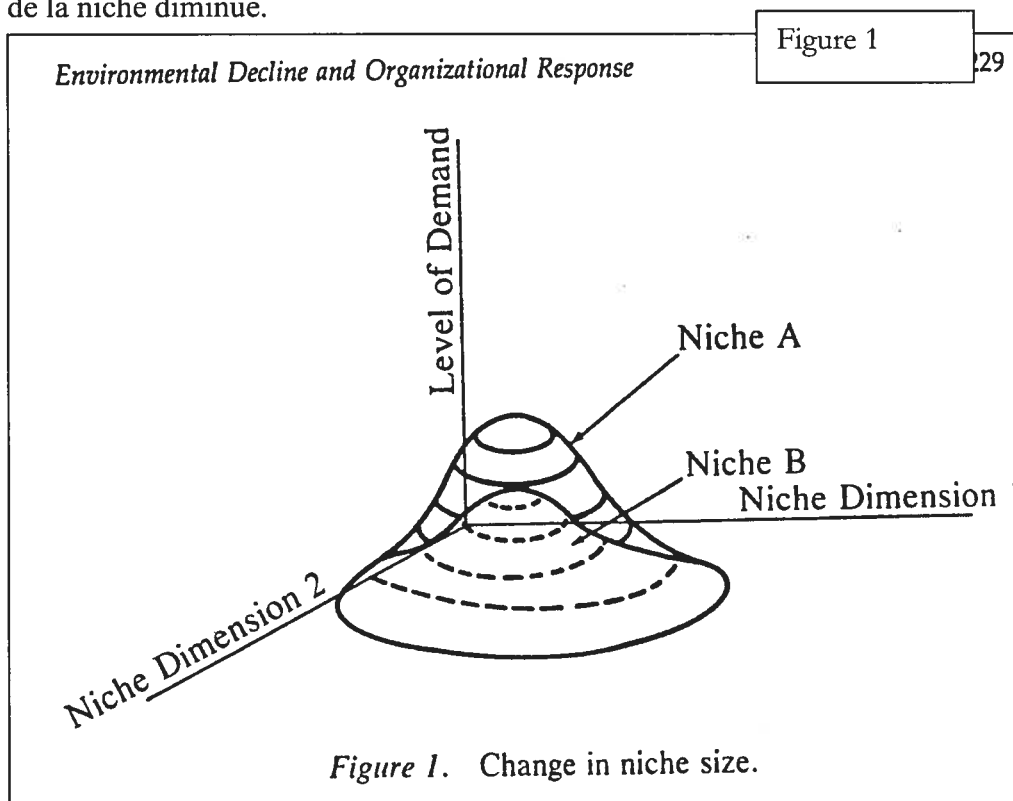 de la niche diminue.
Figure 1
Environmental Decline and Organizational Response
229
Level of Demand
Niche A
Niche B
Niche Dimension
Niche Dimension 2
Figure 1. Change in niche size.